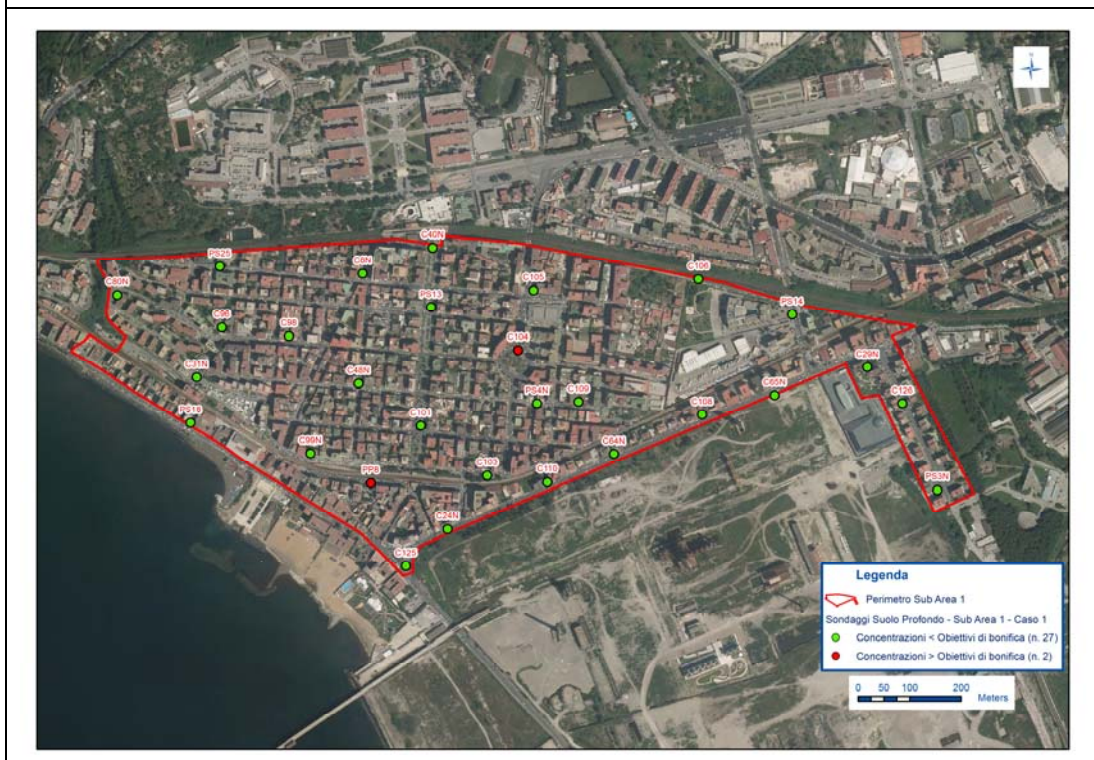 C40N
PS25
C6N
C106
C105
C80N
PS13
PS14
C96
C98
C104
C29N
C31N
C48N
C65N
C109
PS4N
C126
C108
PS18
C101
C99N
C64N
C103
PP8
C110
PS3N
C24N
C125
Legenda
Perimetro Sub Area 1
Sondaggi Suolo Profondo - Sub Area 1 - Caso 1
Concentrazioni < Obiettivi di bonifica (n. 27)
Concentrazioni > Obiettivi di bonifica (n. 2)
0 50 100 200
Meters